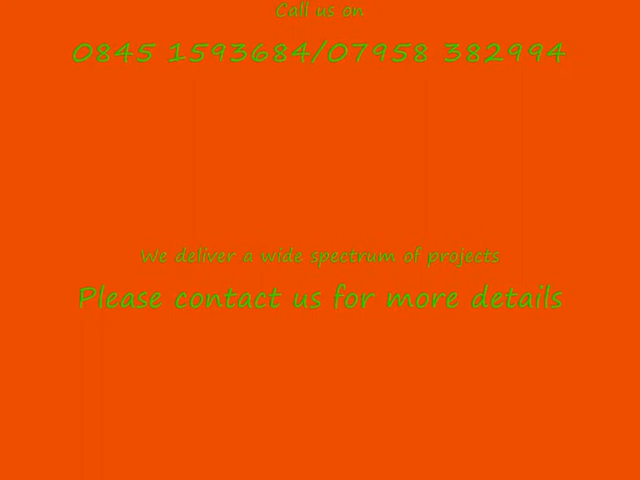 Call us on
0845 1593684/07958 382994
We deliver a wide spectrum of projects
Please contact us for more details